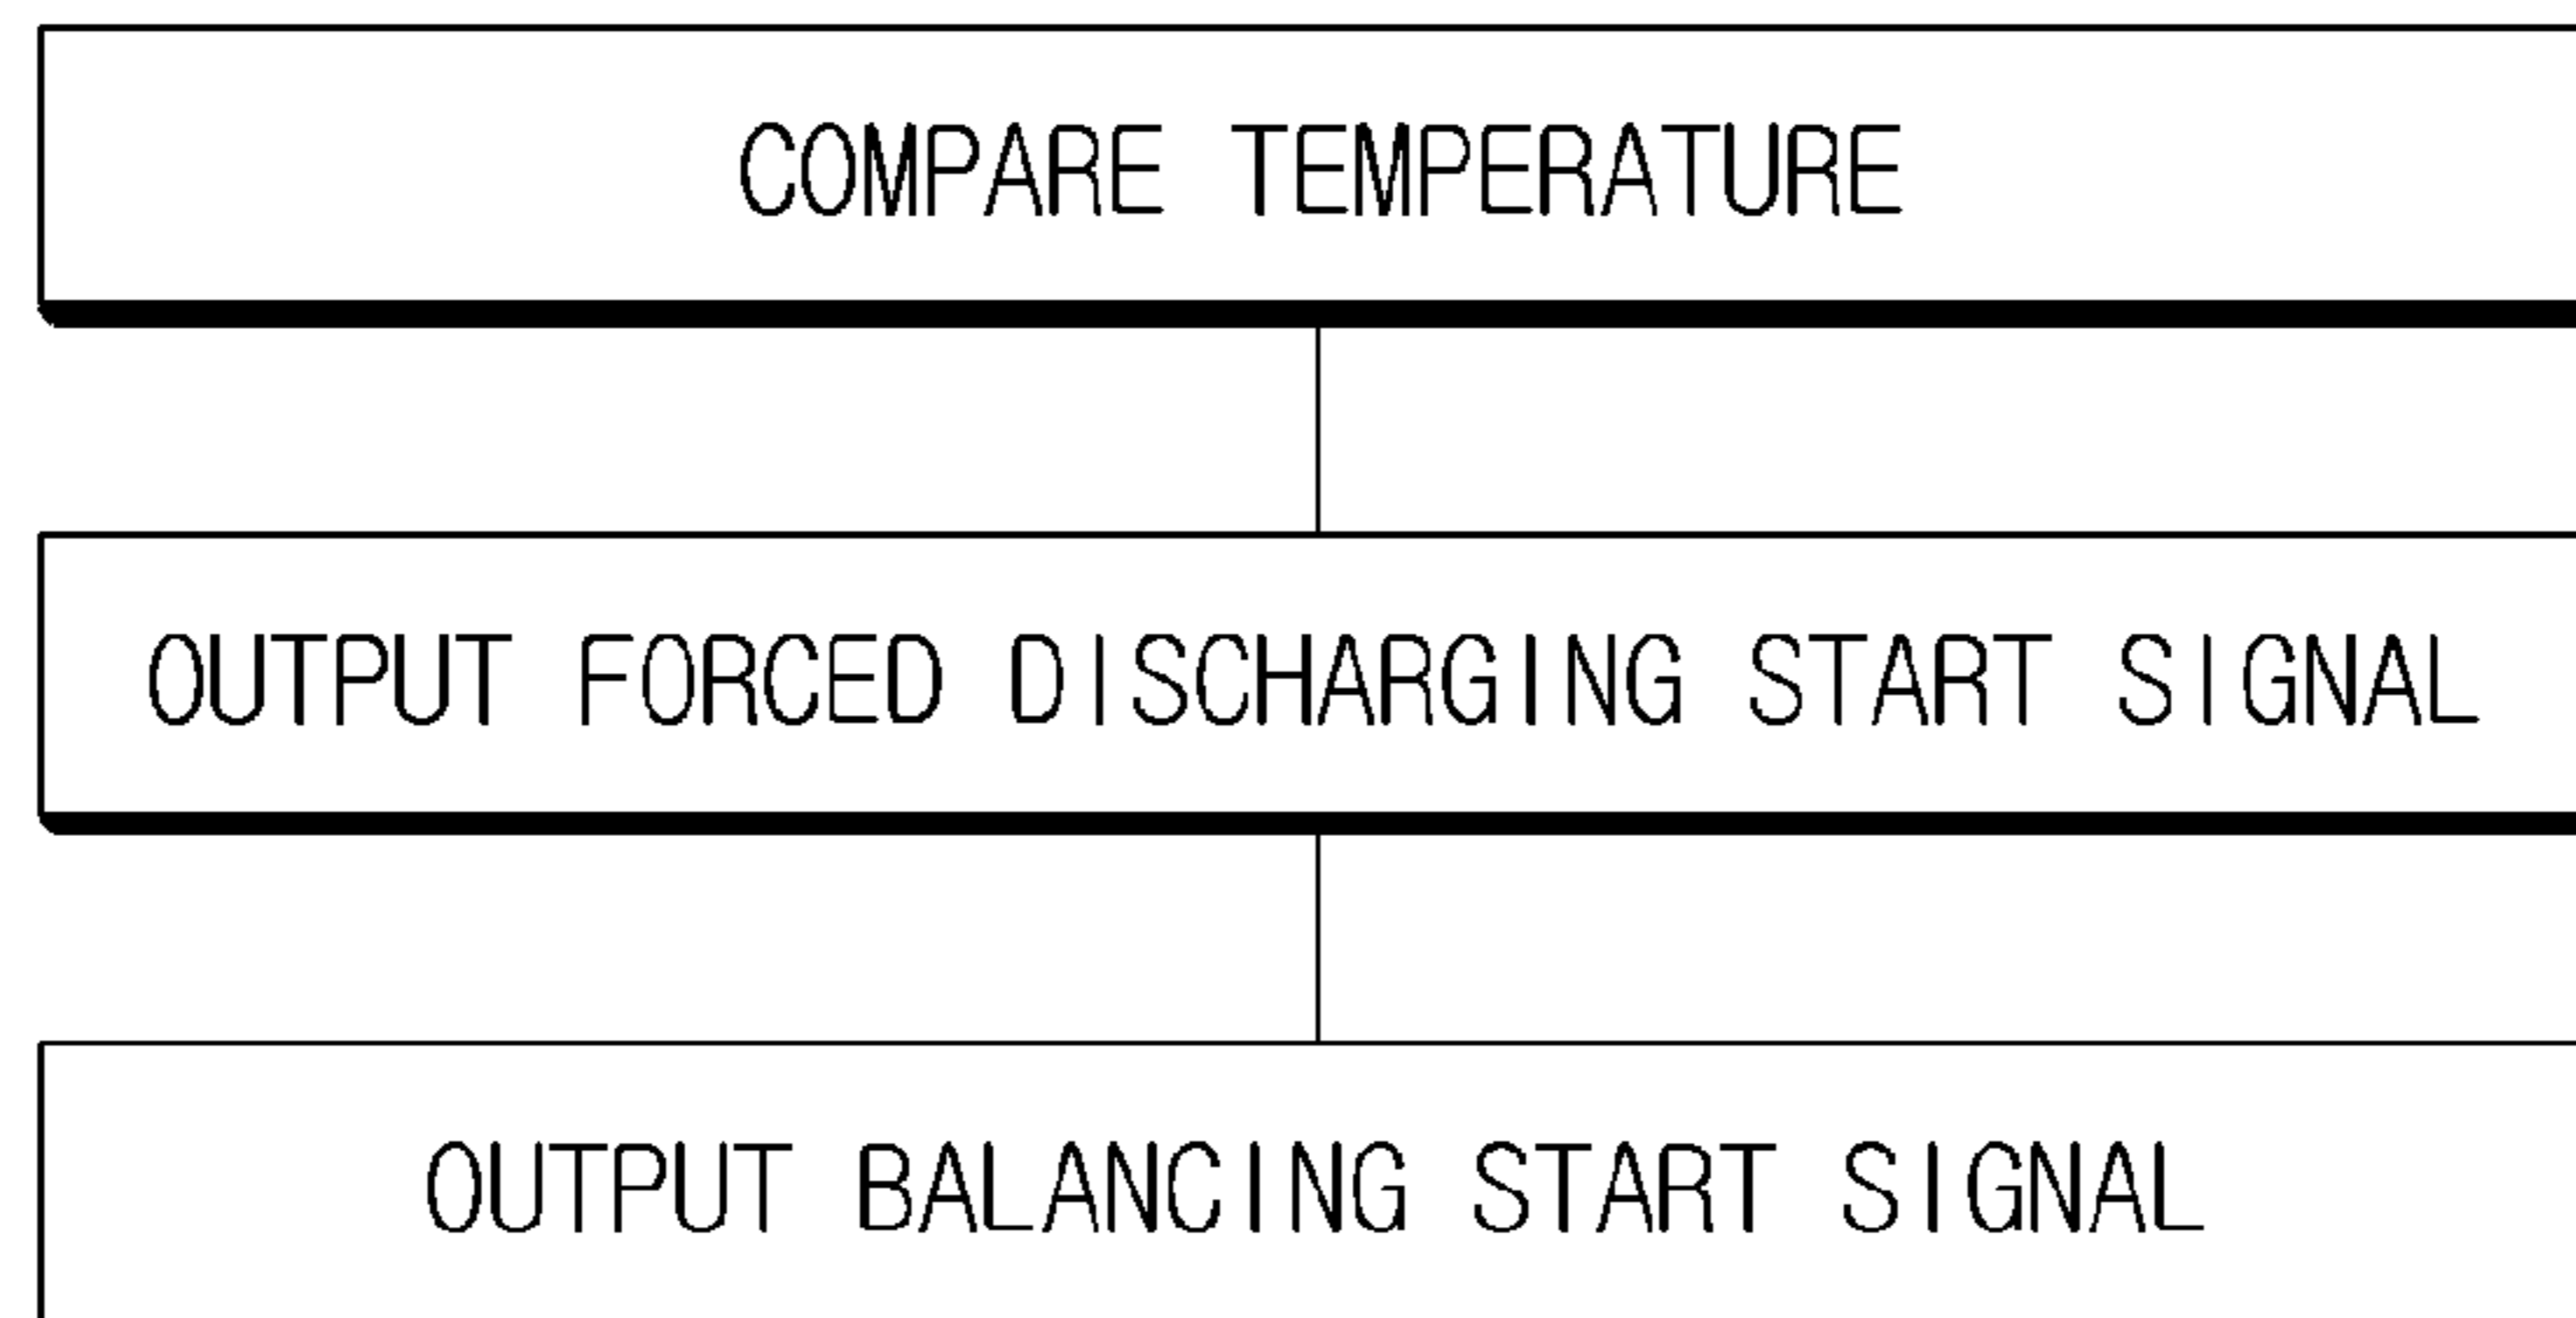 COMPARE TEMPERATURE
OUTPUT FORCED DISCHARGING START SIGNAL
OUTPUT BALANCING START SIGNAL